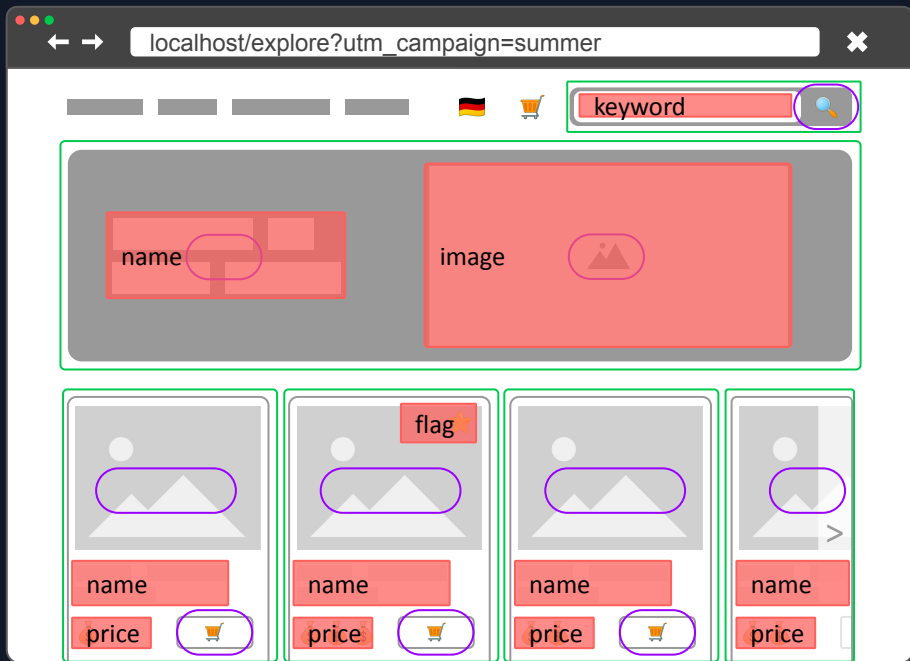 localhost/explore?utm_campaign=summer
keyword
name
image
flag
>
name name name name
price price price price